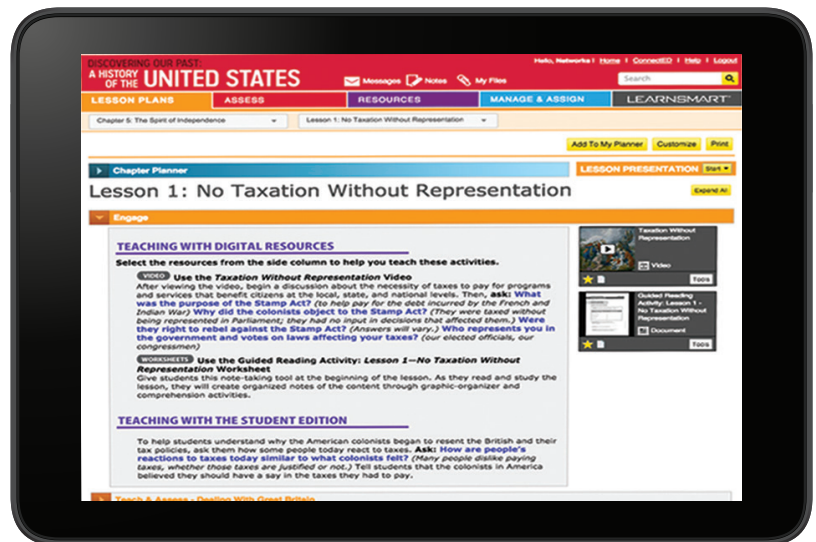 DISCOVERING OUR PAST:
A HISTORY OF THE UNITED STATES
Hello, Networks | Home | ConnectED | Help | Logout
Messages Notes My Files
Search
LESSON PLANS ASSESS RESOURCES MANAGE & ASSIGN LEARNSMART
Chapter 5: The Spirit of Independence
Lesson 1: No Taxation Without Representation
Add To My Planner Customize Print
Chapter Planner
LESSON PRESENTATION Start
Lesson 1: No Taxation Without Representation
Expand All
Engage
TEACHING WITH DIGITAL RESOURCES
Select the resources from the side column to help you teach these activities.
VIDEO Use the Taxation Without Representation Video
After viewing the video, begin a discussion about the necessity of taxes to pay for programs
and services that benefit citizens at the local, state, and national levels. Then, ask: What
was the purpose of the Stamp Act? (to help pay for the debt incurred by the French and
Indian War) Why did the colonists object to the Stamp Act? (They were taxed without
being represented in Parliament; they had no input in decisions that affected them.) Were
they right to rebel against the Stamp Act? (Answers will vary.) Who represents you in
the government and votes on laws affecting your taxes? (our elected officials, our
congressmen)
WORKSHEETS Use the Guided Reading Activity: Lesson 1—No Taxation Without
Representation Worksheet
Give students this note-taking tool at the beginning of the lesson. As they read and study the
lesson, they will create organized notes of the content through graphic-organizer and
comprehension activities.
TEACHING WITH THE STUDENT EDITION
To help students understand why the American colonists began to resent the British and their
tax policies, ask them how some people today react to taxes. Ask: How are people's
reactions to taxes today similar to what colonists felt? (Many people dislike paying
taxes, whether those taxes are justified or not.) Tell students that the colonists in America
believed they should have a say in the taxes they had to pay.
Taxation Without
Representation
Video
Tools
Guided Reading
Activity: Lesson 1 -
No Taxation Without
Representation
Document
Tools
Teach & Assess - Dealing With Great Britain